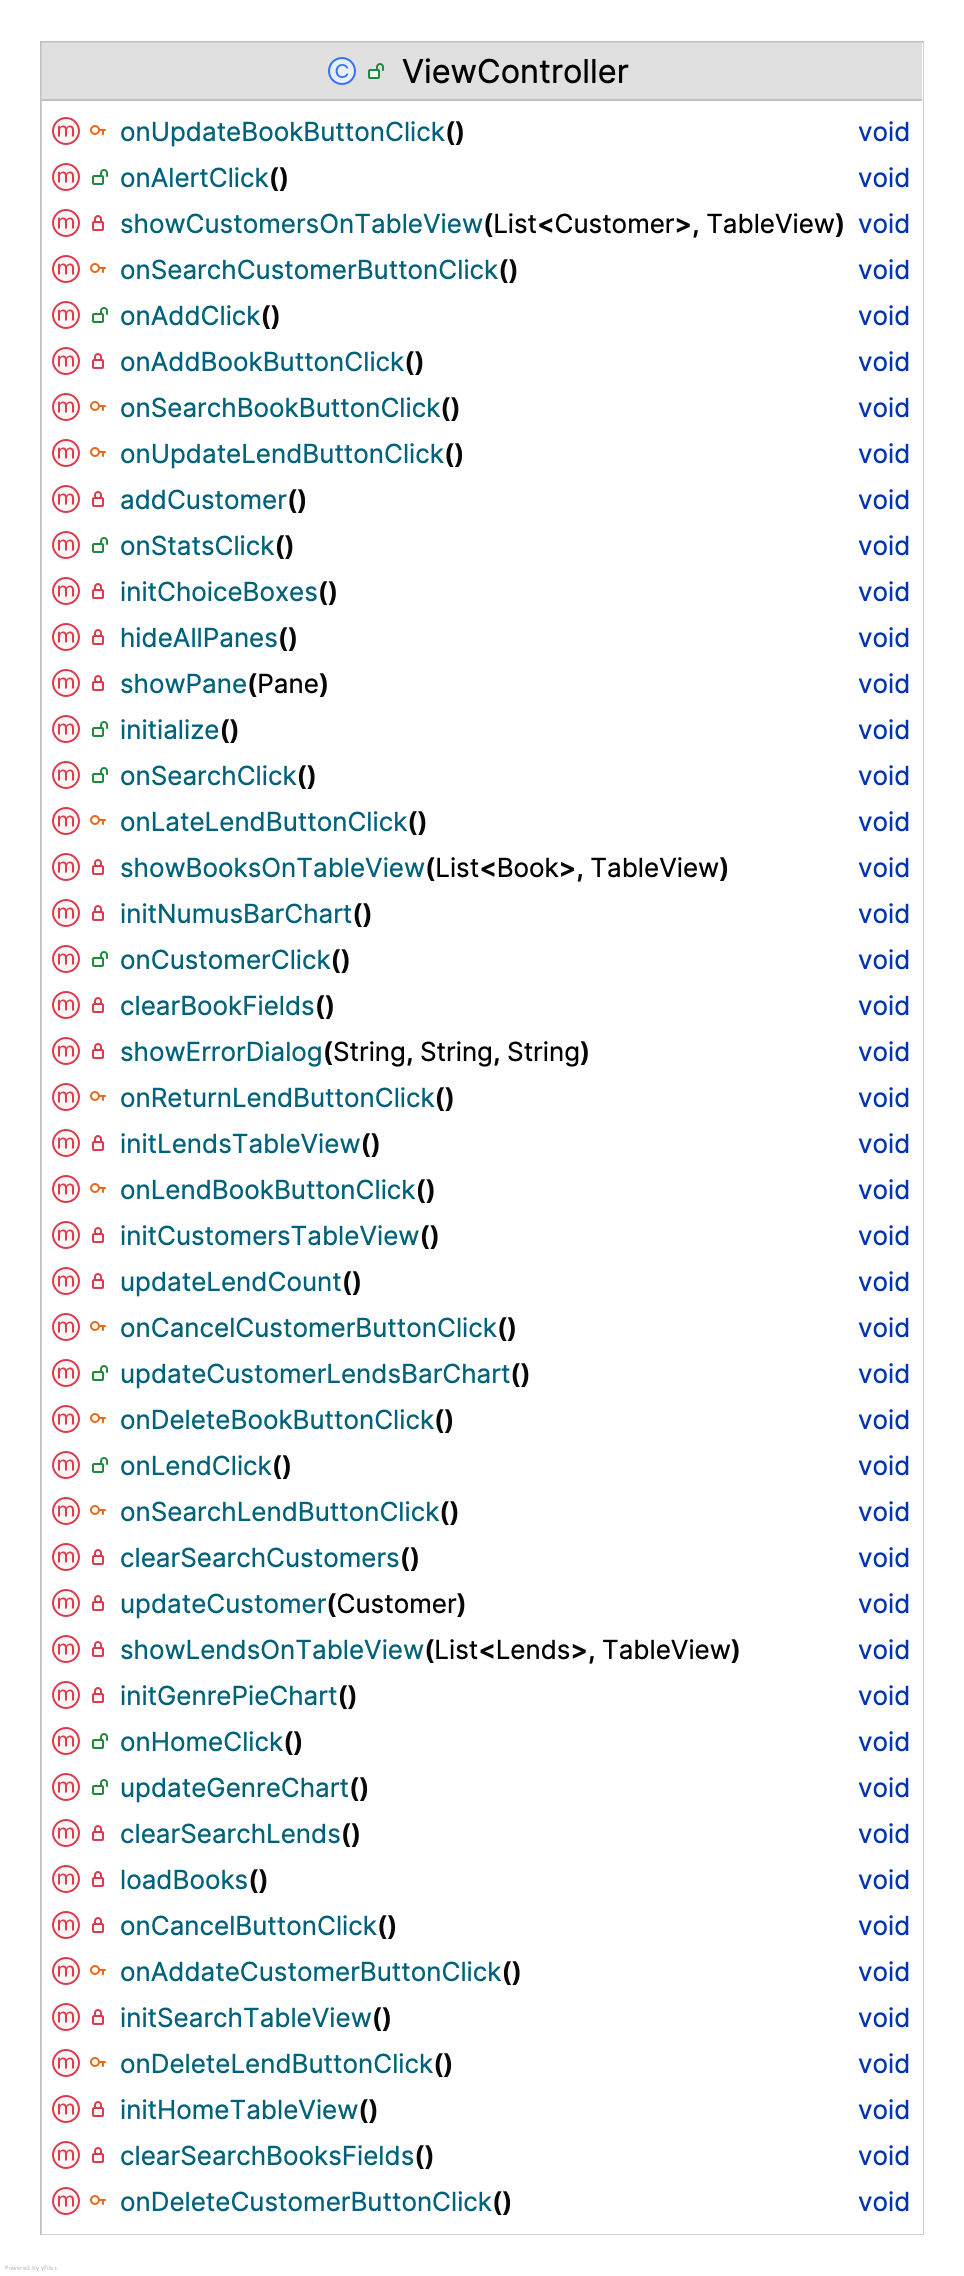 C ViewController
m onUpdateBookButtonClick() void
m onAlertClick() void
m showCustomersOnTableView(List<Customer>, TableView) void
m onSearchCustomerButtonClick() void
m onAddClick() void
m onAddBookButtonClick() void
m onSearchBookButtonClick() void
m onUpdateLendButtonClick() void
m addCustomer() void
m onStatsClick() void
m initChoiceBoxes() void
m hideAllPanes() void
m showPane(Pane) void
m initialize() void
m onSearchClick() void
m onLateLendButtonClick() void
m showBooksOnTableView(List<Book>, TableView) void
m initNumusBarChart() void
m onCustomerClick() void
m clearBookFields() void
m showErrorDialog(String, String, String) void
m onReturnLendButtonClick() void
m initLendsTableView() void
m onLendBookButtonClick() void
m initCustomersTableView() void
m updateLendCount() void
m onCancelCustomerButtonClick() void
m updateCustomerLendsBarChart() void
m onDeleteBookButtonClick() void
m onLendClick() void
m onSearchLendButtonClick() void
m clearSearchCustomers() void
m updateCustomer(Customer) void
m showLendsOnTableView(List<Lends>, TableView) void
m initGenrePieChart() void
m onHomeClick() void
m updateGenreChart() void
m clearSearchLends() void
m loadBooks() void
m onCancelButtonClick() void
m onAddateCustomerButtonClick() void
m initSearchTableView() void
m onDeleteLendButtonClick() void
m initHomeTableView() void
m clearSearchBooksFields() void
m onDeleteCustomerButtonClick() void
Powered by yFiles